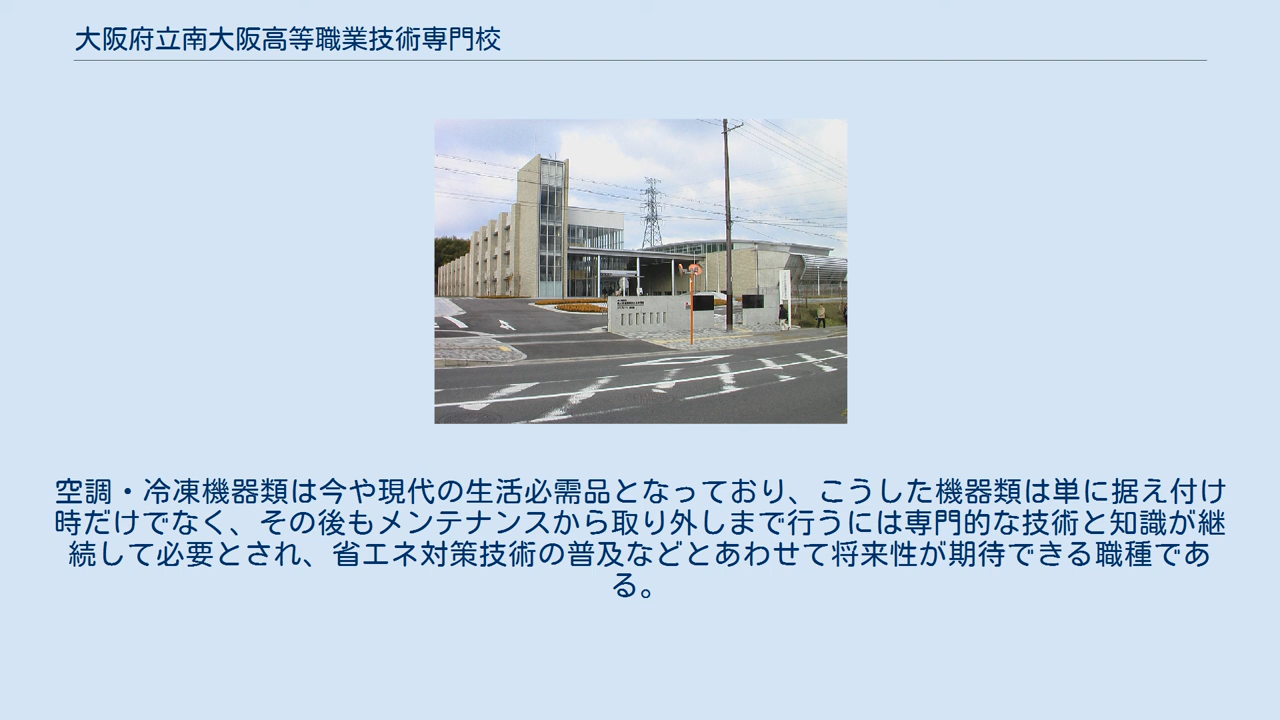 大阪府立南大阪高等職業技術専門校
空調・冷凍機器類は今や現代の生活必需品となっており、こうした機器類は単に据え付け
時だけでなく、その後もメンテナンスから取り外しまで行うには専門的な技術と知識が継
続して必要とされ、省エネ対策技術の普及などとあわせて将来性が期待できる職種であ
る。